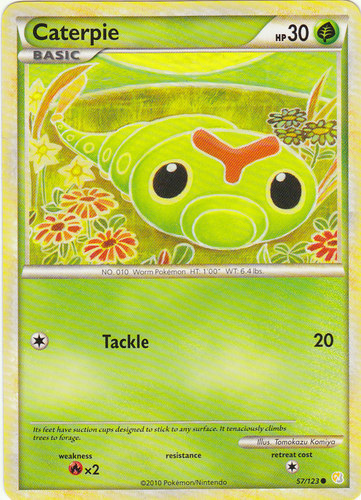 Caterpie HP 30
BASIC
NO. 010 Worm Pokémon HT: 1'00" WT: 6.4 lbs.
Tackle 20
Its feet have suction cups designed to stick to any surface. It tenaciously climbs
trees to forage.
Illus. Tomokazu Komiya
weakness resistance retreat cost
×2
©2010 Pokémon/Nintendo 57/123